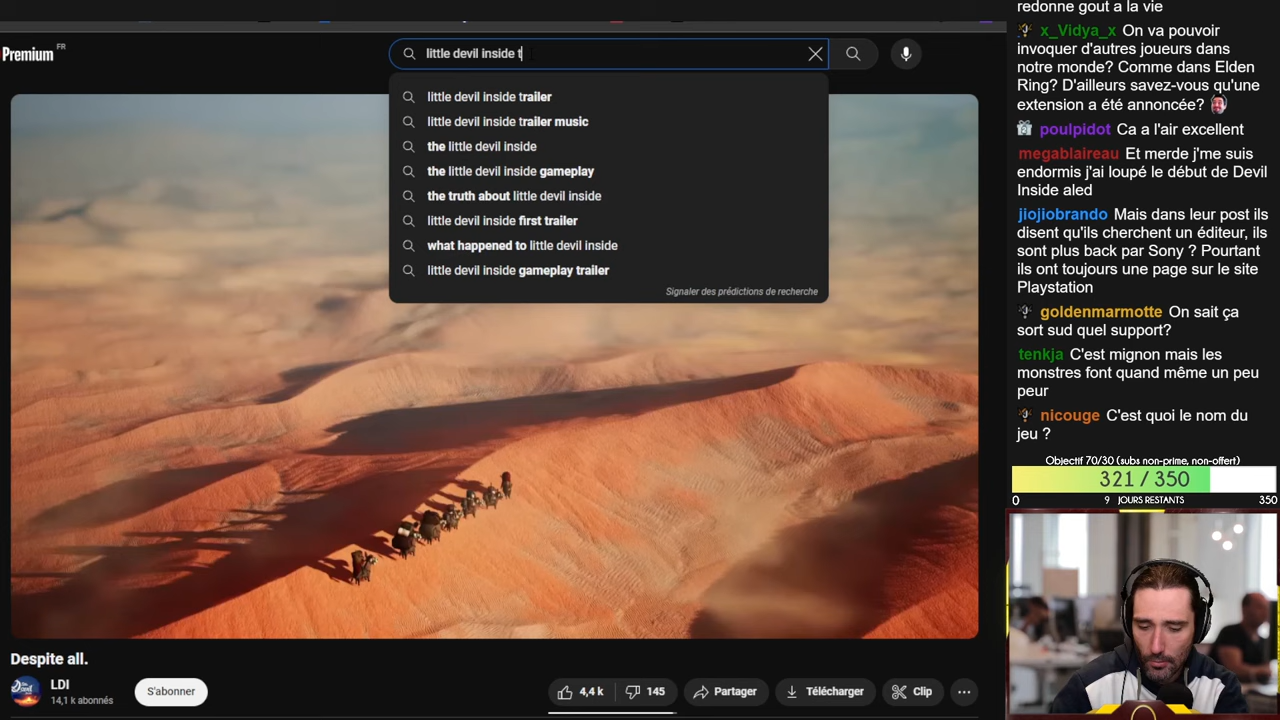 Premium FR
little devil inside t
little devil inside trailer
little devil inside trailer music
the little devil inside
the little devil inside gameplay
the truth about little devil inside
little devil inside first trailer
what happened to little devil inside
little devil inside gameplay trailer
Signaler des prédictions de recherche
Despite all.
LDI
14,1 k abonnés
S'abonner
4,4 k
145
Partager
Télécharger
Clip
redonne gout a la vie
x_Vidya_x On va pouvoir
invoquer d'autres joueurs dans
notre monde? Comme dans Elden
Ring? D'ailleurs savez-vous qu'une
extension a été annoncée?
poulpidot Ca a l'air excellent
megablaireau Et merde j'me suis
endormis j'ai loupé le début de Devil
Inside aled
jiojiobrando Mais dans leur post ils
disent qu'ils cherchent un éditeur, ils
sont plus back par Sony ? Pourtant
ils ont toujours une page sur le site
Playstation
goldenmarmotte On sait ça
sort sud quel support?
tenkja C'est mignon mais les
monstres font quand même un peu
peur
nicouge C'est quoi le nom du
jeu ?
Objectif 70/30 (subs non-prime, non-offert)
321 / 350
0 9 JOURS RESTANTS 350